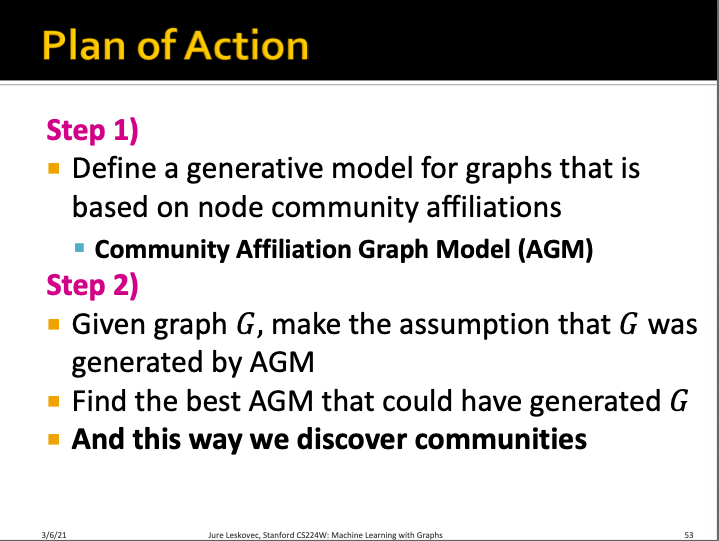 Plan of Action
Step 1)
▪ Define a generative model for graphs that is
based on node community affiliations
▪ Community Affiliation Graph Model (AGM)
Step 2)
▪ Given graph 𝐺, make the assumption that 𝐺 was
generated by AGM
▪ Find the best AGM that could have generated 𝐺
▪ And this way we discover communities
3/6/21 Jure Leskovec, Stanford CS224W: Machine Learning with Graphs 53